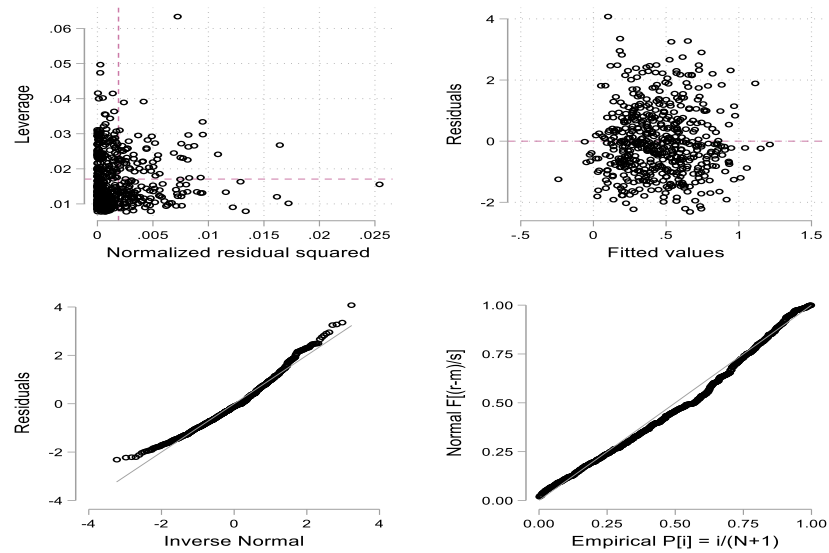 .06
.05
.04
.03
.02
.01
Leverage
0 .005 .01 .015 .02 .025
Normalized residual squared
4
2
0
-2
Residuals
-.5 0 .5 1 1.5
Fitted values
4
2
0
-2
-4
Residuals
-4 -2 0 2 4
Inverse Normal
1.00
0.75
0.50
0.25
0.00
Normal F[(r-m)/s]
0.00 0.25 0.50 0.75 1.00
Empirical P[i] = i/(N+1)